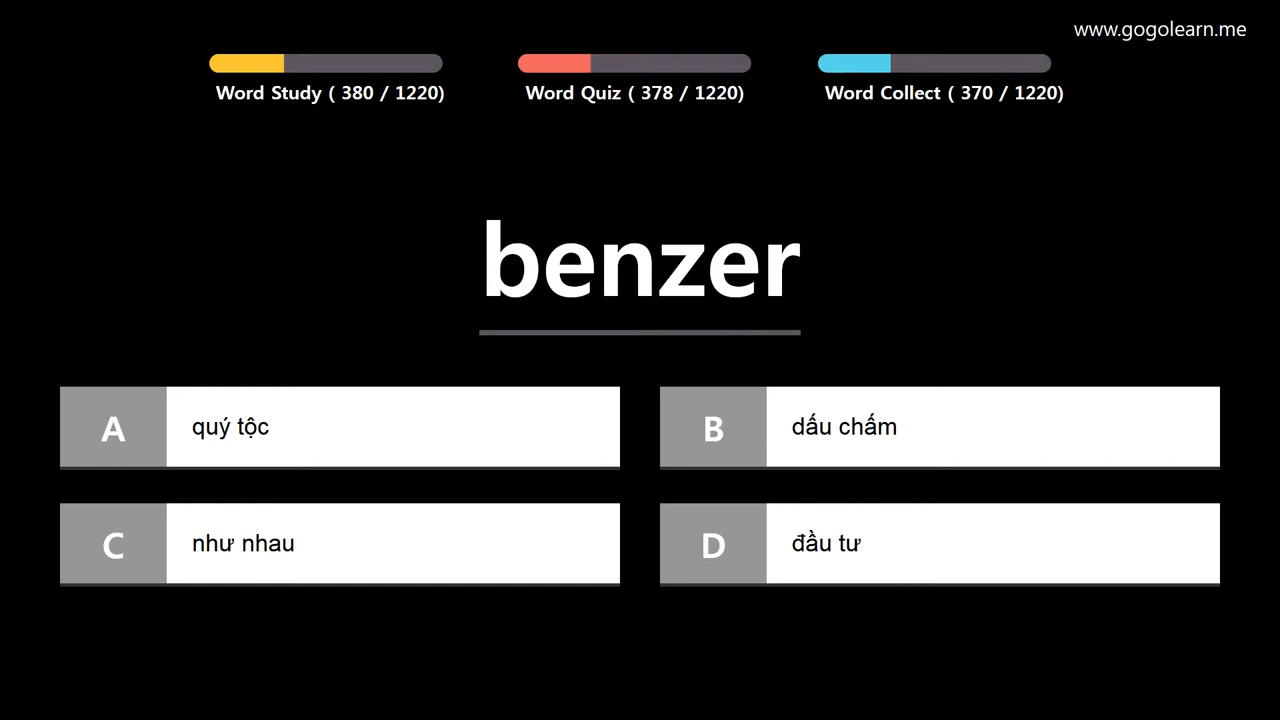 www.gogolearn.me
Word Study ( 380 / 1220)
Word Quiz ( 378 / 1220)
Word Collect ( 370 / 1220)
benzer
A
quý tộc
B
dấu chấm
C
như nhau
D
đầu tư